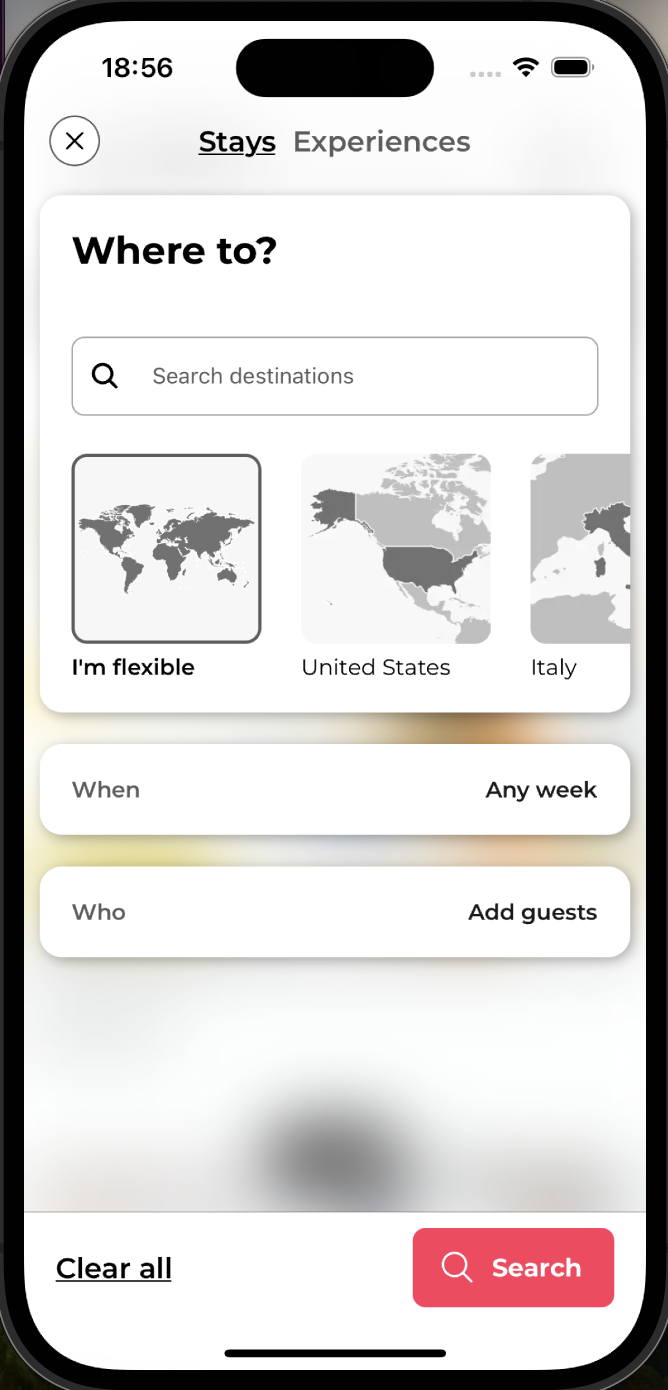 18:56
Stays Experiences
Where to?
Search destinations
I'm flexible United States Italy
When Any week
Who Add guests
Clear all Search